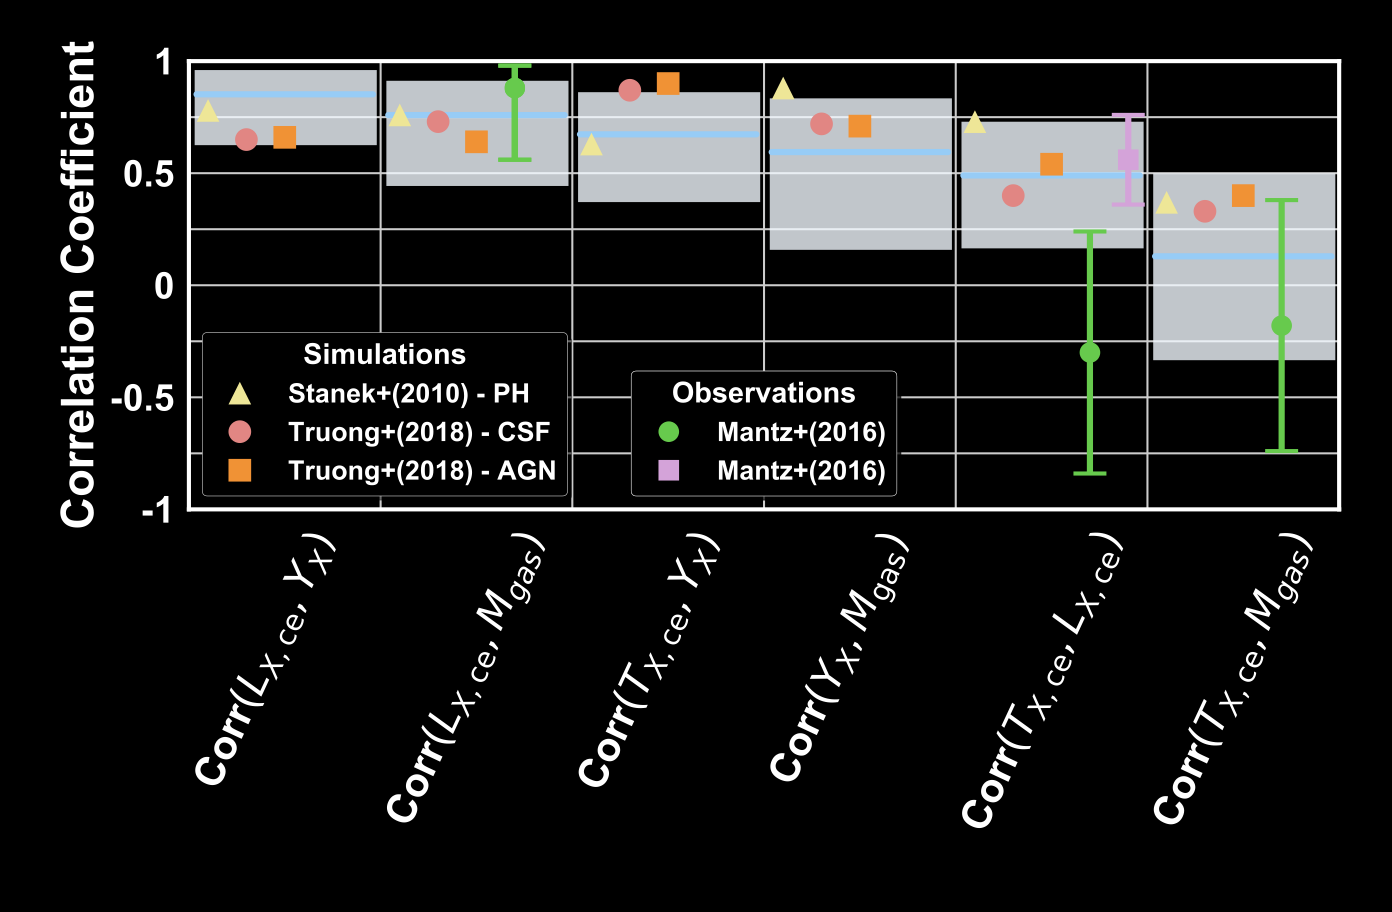 Correlation Coefficient
1
0.5
0
-0.5
-1
Simulations
Stanek+(2010) - PH
Truong+(2018) - CSF
Truong+(2018) - AGN
Observations
Mantz+(2016)
Mantz+(2016)
Corr(L_{X, ce}, Y_X)
Corr(L_{X, ce}, M_{gas})
Corr(T_{X, ce}, Y_X)
Corr(Y_X, M_{gas})
Corr(T_{X, ce}, L_{X, ce})
Corr(T_{X, ce}, M_{gas})